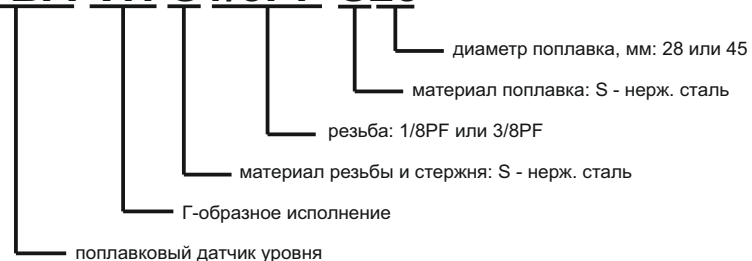 диаметр поплавка, мм: 28 или 45
материал поплавка: S - нерж. сталь
резьба: 1/8PF или 3/8PF
материал резьбы и стержня: S - нерж. сталь
Г-образное исполнение
поплавковый датчик уровня